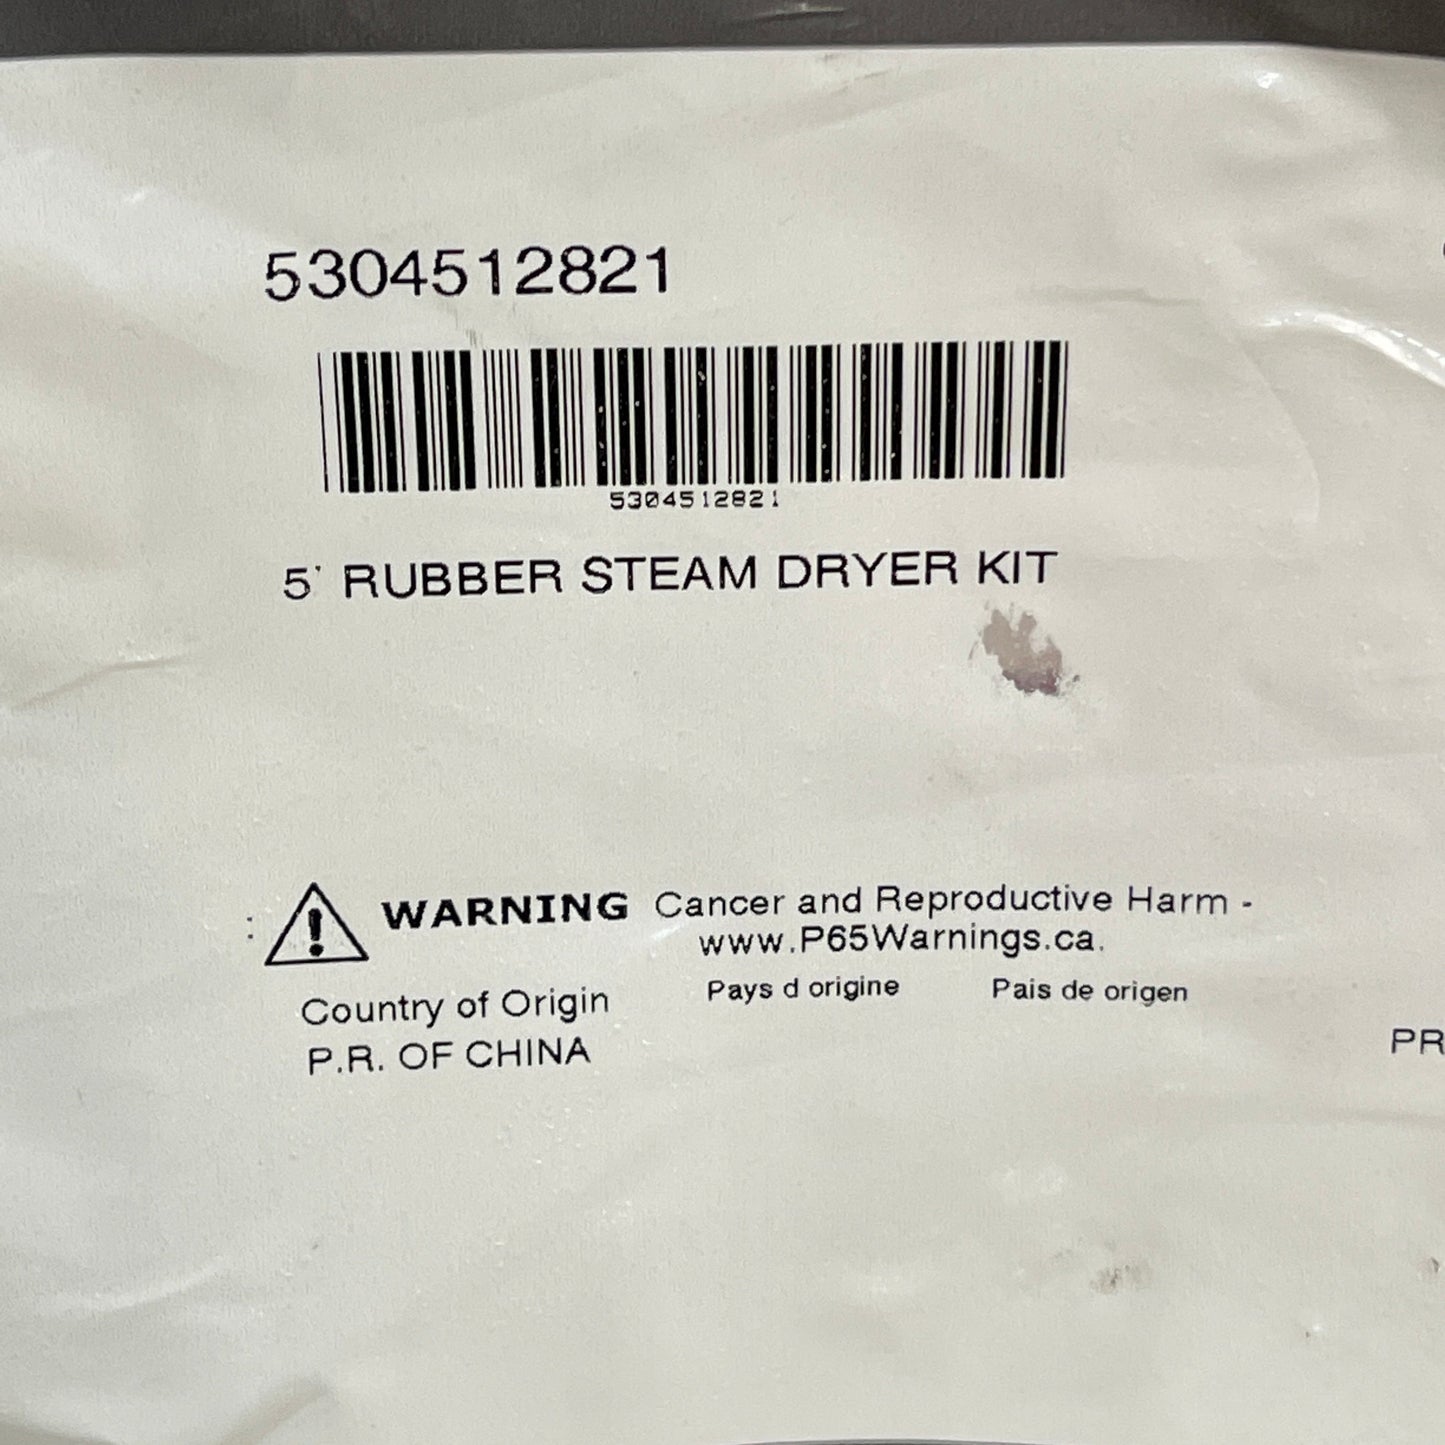 5304512821
5304512821
5' RUBBER STEAM DRYER KIT
WARNING Cancer and Reproductive Harm -
www.P65Warnings.ca.
Country of Origin Pays d origine Pais de origen
P.R. OF CHINA
PR